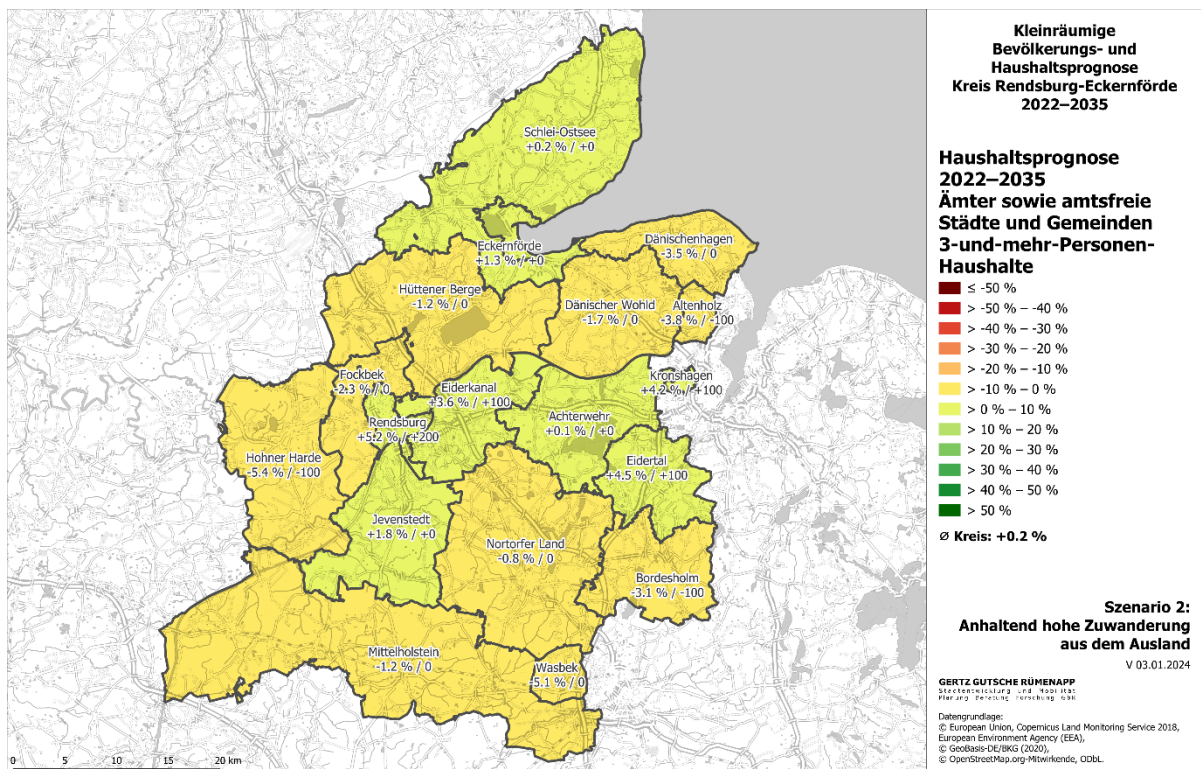 Kleinräumige
Bevölkerungs- und
Haushaltsprognose
Kreis Rendsburg-Eckernförde
2022–2035
Haushaltsprognose
2022–2035
Ämter sowie amtsfreie
Städte und Gemeinden
3-und-mehr-Personen-
Haushalte
≤ -50 %
> -50 % – -40 %
> -40 % – -30 %
> -30 % – -20 %
> -20 % – -10 %
> -10 % – 0 %
> 0 % – 10 %
> 10 % – 20 %
> 20 % – 30 %
> 30 % – 40 %
> 40 % – 50 %
> 50 %
Ø Kreis: +0.2 %
Szenario 2:
Anhaltend hohe Zuwanderung
aus dem Ausland
V 03.01.2024
GERTZ GUTSCHE RÜMENAPP
Stadtentwicklung und Mobilität
Planung Beratung Forschung GbR
Datengrundlage:
© European Union, Copernicus Land Monitoring Service 2018,
European Environment Agency (EEA),
© GeoBasis-DE/BKG (2020),
© OpenStreetMap.org-Mitwirkende, ODbL.
Schlei-Ostsee
+0.2 % / +0
Eckernförde
+1.3 % / +0
Dänischenhagen
-3.5 % / 0
Hüttener Berge
-1.2 % / 0
Dänischer Wohld
-1.7 % / 0
Altenholz
-3.8 % / -100
Fockbek
-2.3 % / 0
Eiderkanal
+3.6 % / +100
Kronshagen
+4.2 % / +100
Rendsburg
+5.2 % / +200
Achterwehr
+0.1 % / +0
Hohner Harde
-5.4 % / -100
Eidertal
+4.5 % / +100
Jevenstedt
+1.8 % / +0
Nortorfer Land
-0.8 % / 0
Bordesholm
-3.1 % / -100
Mittelholstein
-1.2 % / 0
Wasbek
-5.1 % / 0
0 5 10 15 20 km